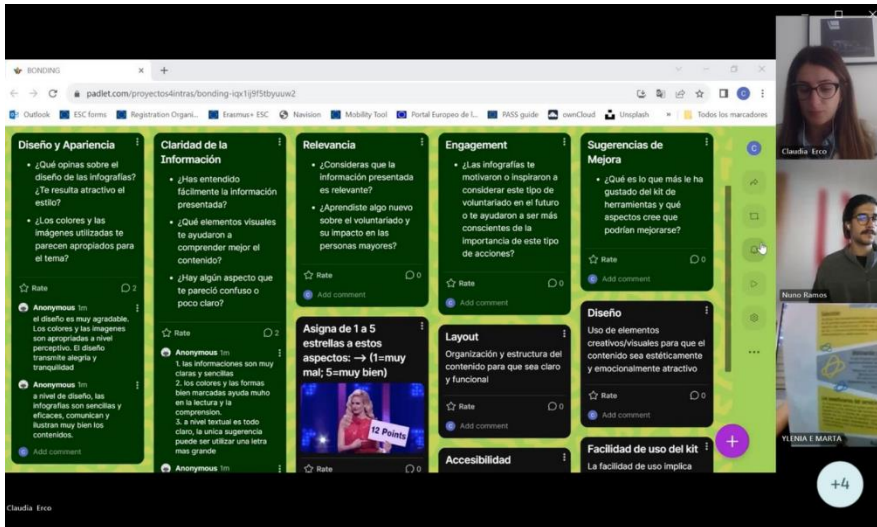 BONDING
padlet.com/proyectos4intras/bonding-iqx1ij9f5tbyuuw2
Outlook
ESC forms
Registration Organi...
Erasmus+ ESC
Navision
Mobility Tool
Portal Europeo de l...
PASS guide
ownCloud
Unsplash
»
Todos los marcadores
Diseño y Apariencia
• ¿Qué opinas sobre el
diseño de las infografías?
¿Te resulta atractivo el
estilo?
• ¿Los colores y las
imágenes utilizadas te
parecen apropiados para
el tema?
Rate
2
Anonymous 1m
el diseño es muy agradable.
Los colores y las imagenes
son apropriadas a nivel
perceptivo. El diseño
transmite alegria y
tranquilidad
Anonymous 1m
a nivel de diseño, las
infografias son sencillas y
eficaces, comunican y
ilustran muy bien los
contenidos.
Add comment
Claridad de la
Información
• ¿Has entendido
fácilmente la información
presentada?
• ¿Qué elementos visuales
te ayudaron a
comprender mejor el
contenido?
• ¿Hay algún aspecto que
te pareció confuso o
poco claro?
Rate
2
Anonymous 1m
1. las informaciones son muy
claras y sencillas
2. los colores y las formas
bien marcadas ayuda muho
en la lectura y la
comprension.
3. a nivel textual es todo
claro, la unica sugerencia
puede ser utilizar una letra
mas grande
Anonymous 1m
Relevancia
• ¿Consideras que la
información presentada
es relevante?
• ¿Aprendiste algo nuevo
sobre el voluntariado y
su impacto en las
personas mayores?
Rate
0
Add comment
Asigna de 1 a 5
estrellas a estos
aspectos: → (1=muy
mal; 5=muy bien)
12 Points
Rate
0
Engagement
• ¿Las infografías te
motivaron o inspiraron a
considerar este tipo de
voluntariado en el futuro
o te ayudaron a ser más
conscientes de la
importancia de este tipo
de acciones?
Rate
0
Add comment
Layout
Organización y estructura del
contenido para que sea claro
y funcional
Rate
0
Add comment
Accesibilidad
Sugerencias de
Mejora
• ¿Qué es lo que más le ha
gustado del kit de
herramientas y qué
aspectos cree que
podrían mejorarse?
Rate
0
Add comment
Diseño
Uso de elementos
creativos/visuales para que el
contenido sea estéticamente
y emocionalmente atractivo
Rate
0
Add comment
Facilidad de uso del kit
La facilidad de uso implica
Claudia Erco
Nuno Ramos
YLENIA E MARTA
+4
Claudia Erco